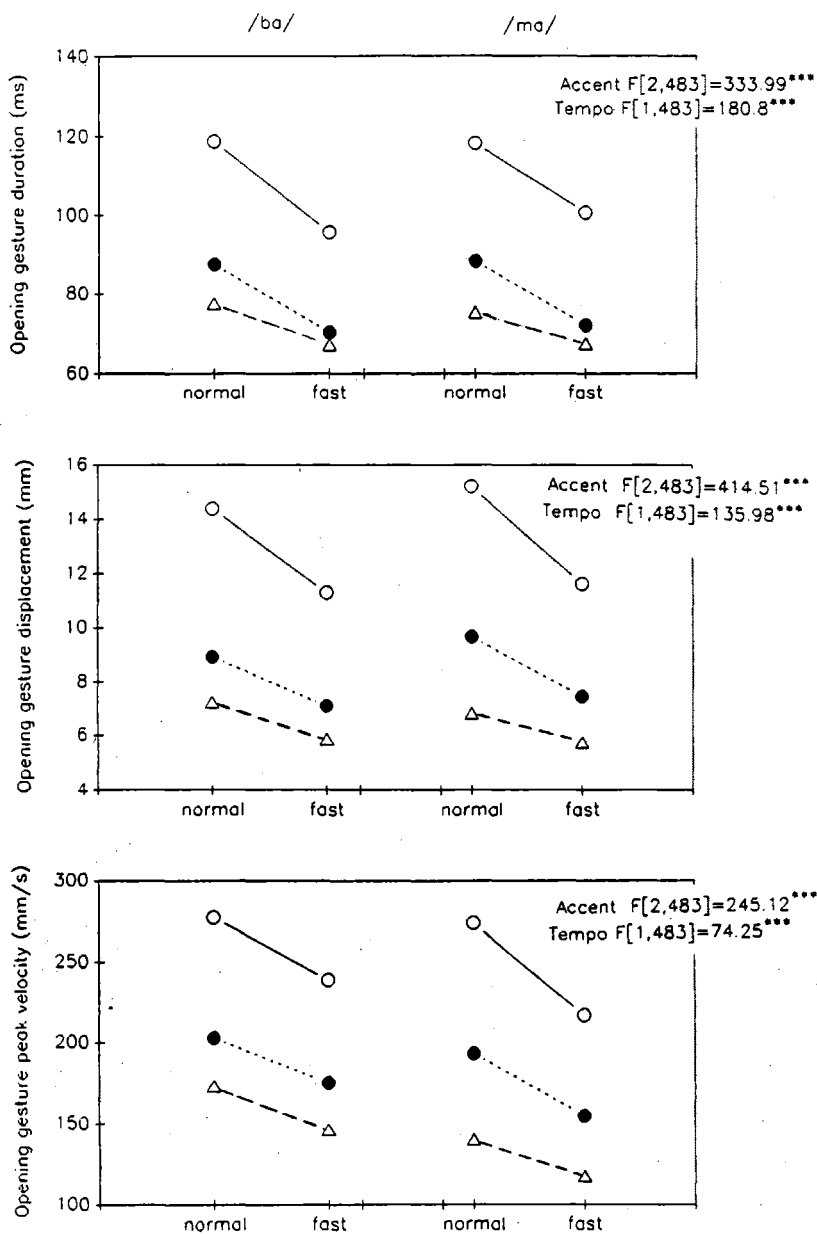 /ba/ /ma/
Opening gesture duration (ms)
140
120
100
80
60
Accent F[2,483]=333.99***
Tempo F[1,483]=180.8***
normal fast normal fast
Opening gesture displacement (mm)
16
14
12
10
8
6
4
Accent F[2,483]=414.51***
Tempo F[1,483]=135.98***
normal fast normal fast
Opening gesture peak velocity (mm/s)
300
250
200
150
100
Accent F[2,483]=245.12***
Tempo F[1,483]=74.25***
normal fast normal fast